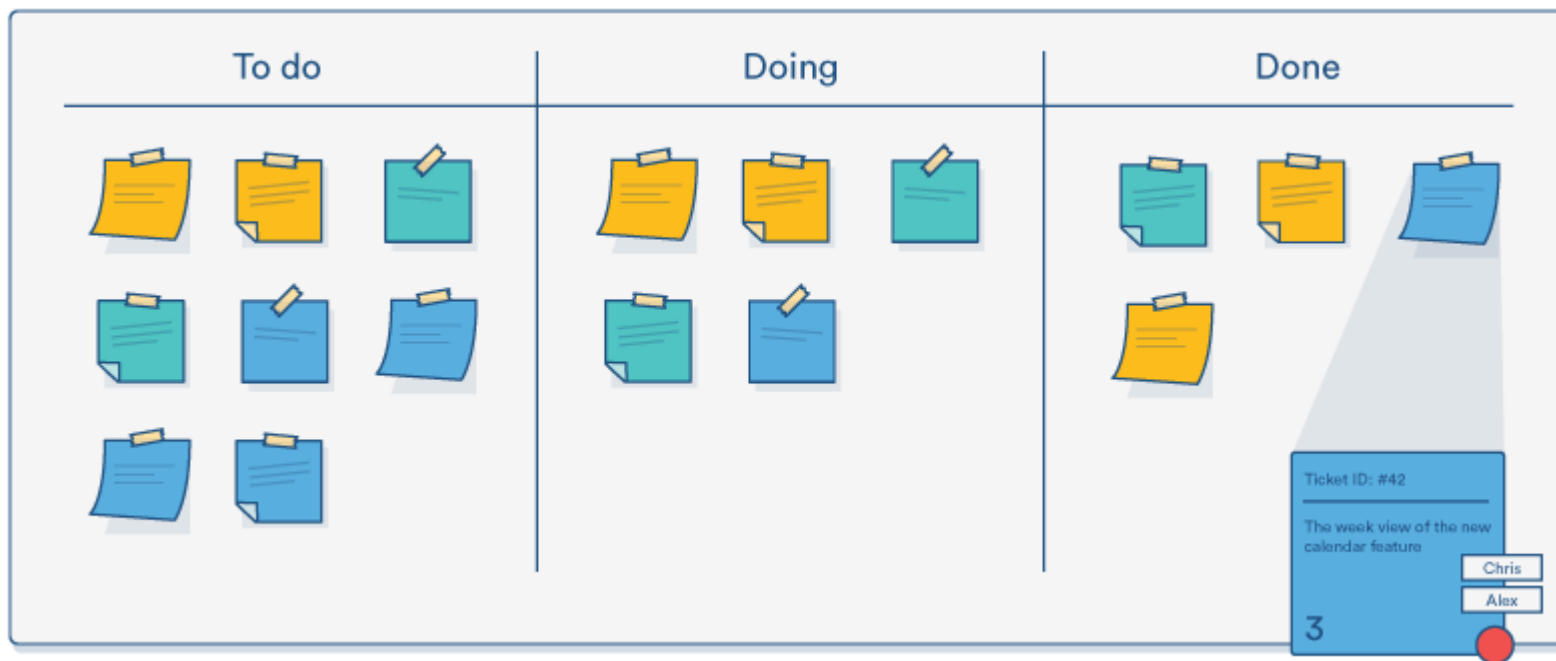 To do
Doing
Done
Ticket ID: #42
The week view of the new
calendar feature
Chris
Alex
3